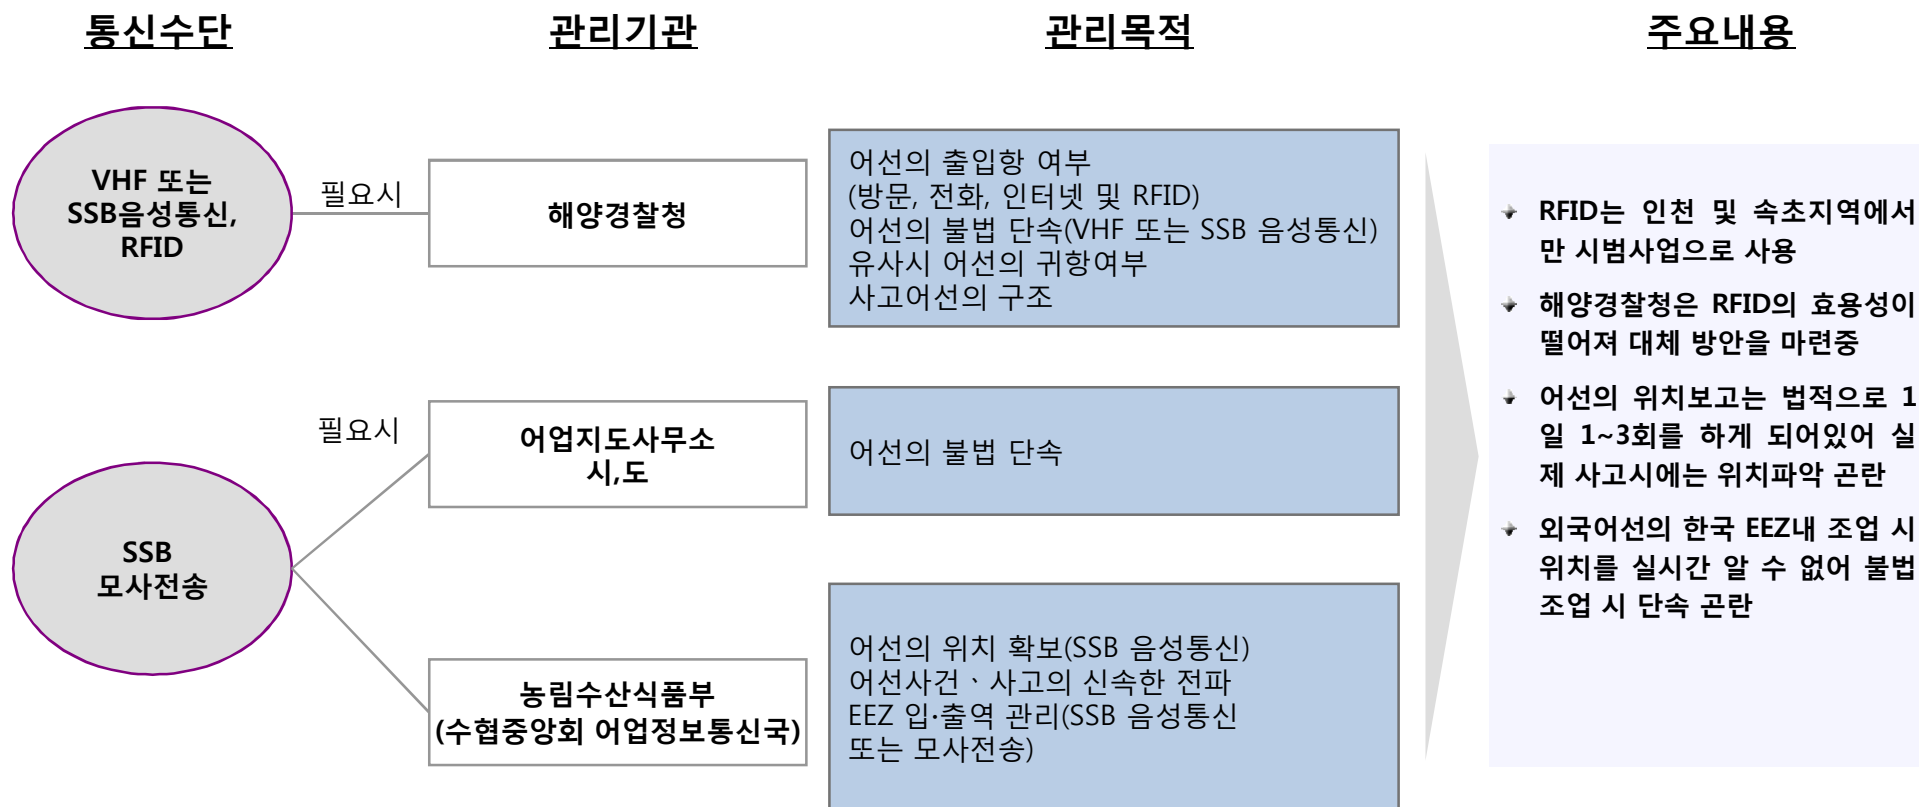 통신수단
관리기관
관리목적
주요내용
VHF 또는
SSB음성통신,
RFID
필요시
해양경찰청
어선의 출입항 여부
(방문, 전화, 인터넷 및 RFID)
어선의 불법 단속(VHF 또는 SSB 음성통신)
유사시 어선의 귀항여부
사고어선의 구조
SSB
모사전송
필요시
어업지도사무소
시,도
어선의 불법 단속
농림수산식품부
(수협중앙회 어업정보통신국)
어선의 위치 확보(SSB 음성통신)
어선사건、사고의 신속한 전파
EEZ 입·출역 관리(SSB 음성통신
또는 모사전송)
RFID는 인천 및 속초지역에서
만 시범사업으로 사용
해양경찰청은 RFID의 효용성이
떨어져 대체 방안을 마련중
어선의 위치보고는 법적으로 1
일 1~3회를 하게 되어있어 실
제 사고시에는 위치파악 곤란
외국어선의 한국 EEZ내 조업 시
위치를 실시간 알 수 없어 불법
조업 시 단속 곤란